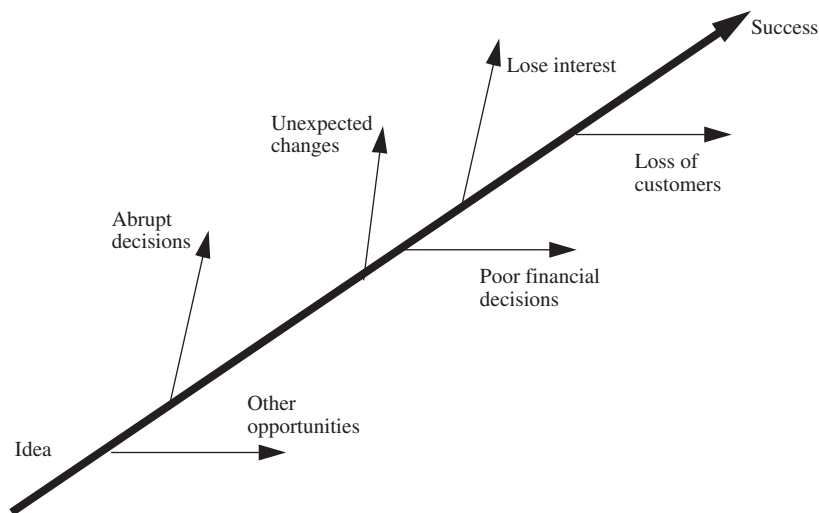 Success
Lose interest
Unexpected
changes
Loss of
customers
Abrupt
decisions
Poor financial
decisions
Other
opportunities
Idea